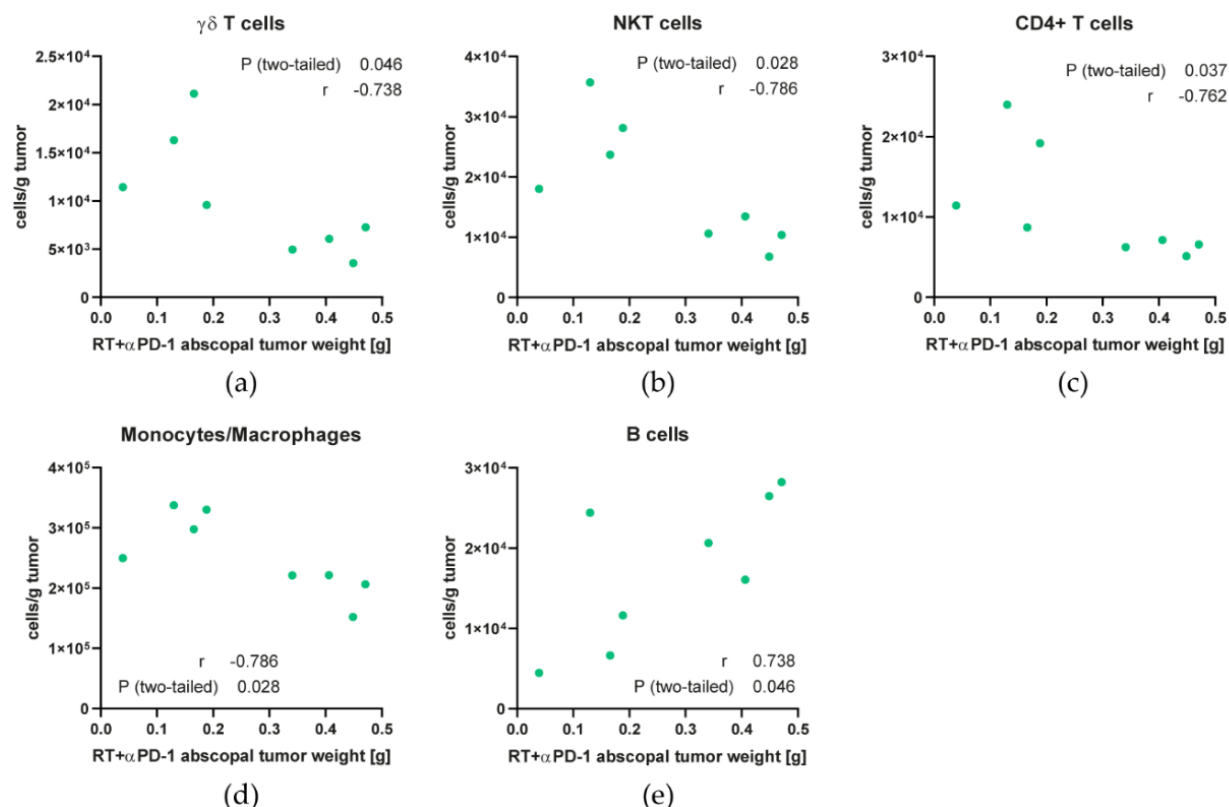 γδ T cells
2.5×10⁴
2×10⁴
1.5×10⁴
1×10⁴
5×10³
0
cells/g tumor
P (two-tailed) 0.046
r -0.738
0.0 0.1 0.2 0.3 0.4 0.5
RT+αPD-1 abscopal tumor weight [g]
(a)
NKT cells
4×10⁴
3×10⁴
2×10⁴
1×10⁴
0
cells/g tumor
P (two-tailed) 0.028
r -0.786
0.0 0.1 0.2 0.3 0.4 0.5
RT+αPD-1 abscopal tumor weight [g]
(b)
CD4+ T cells
3×10⁴
2×10⁴
1×10⁴
0
cells/g tumor
P (two-tailed) 0.037
r -0.762
0.0 0.1 0.2 0.3 0.4 0.5
RT+αPD-1 abscopal tumor weight [g]
(c)
Monocytes/Macrophages
4×10⁵
3×10⁵
2×10⁵
1×10⁵
0
cells/g tumor
r -0.786
P (two-tailed) 0.028
0.0 0.1 0.2 0.3 0.4 0.5
RT+αPD-1 abscopal tumor weight [g]
(d)
B cells
3×10⁴
2×10⁴
1×10⁴
0
cells/g tumor
r 0.738
P (two-tailed) 0.046
0.0 0.1 0.2 0.3 0.4 0.5
RT+αPD-1 abscopal tumor weight [g]
(e)